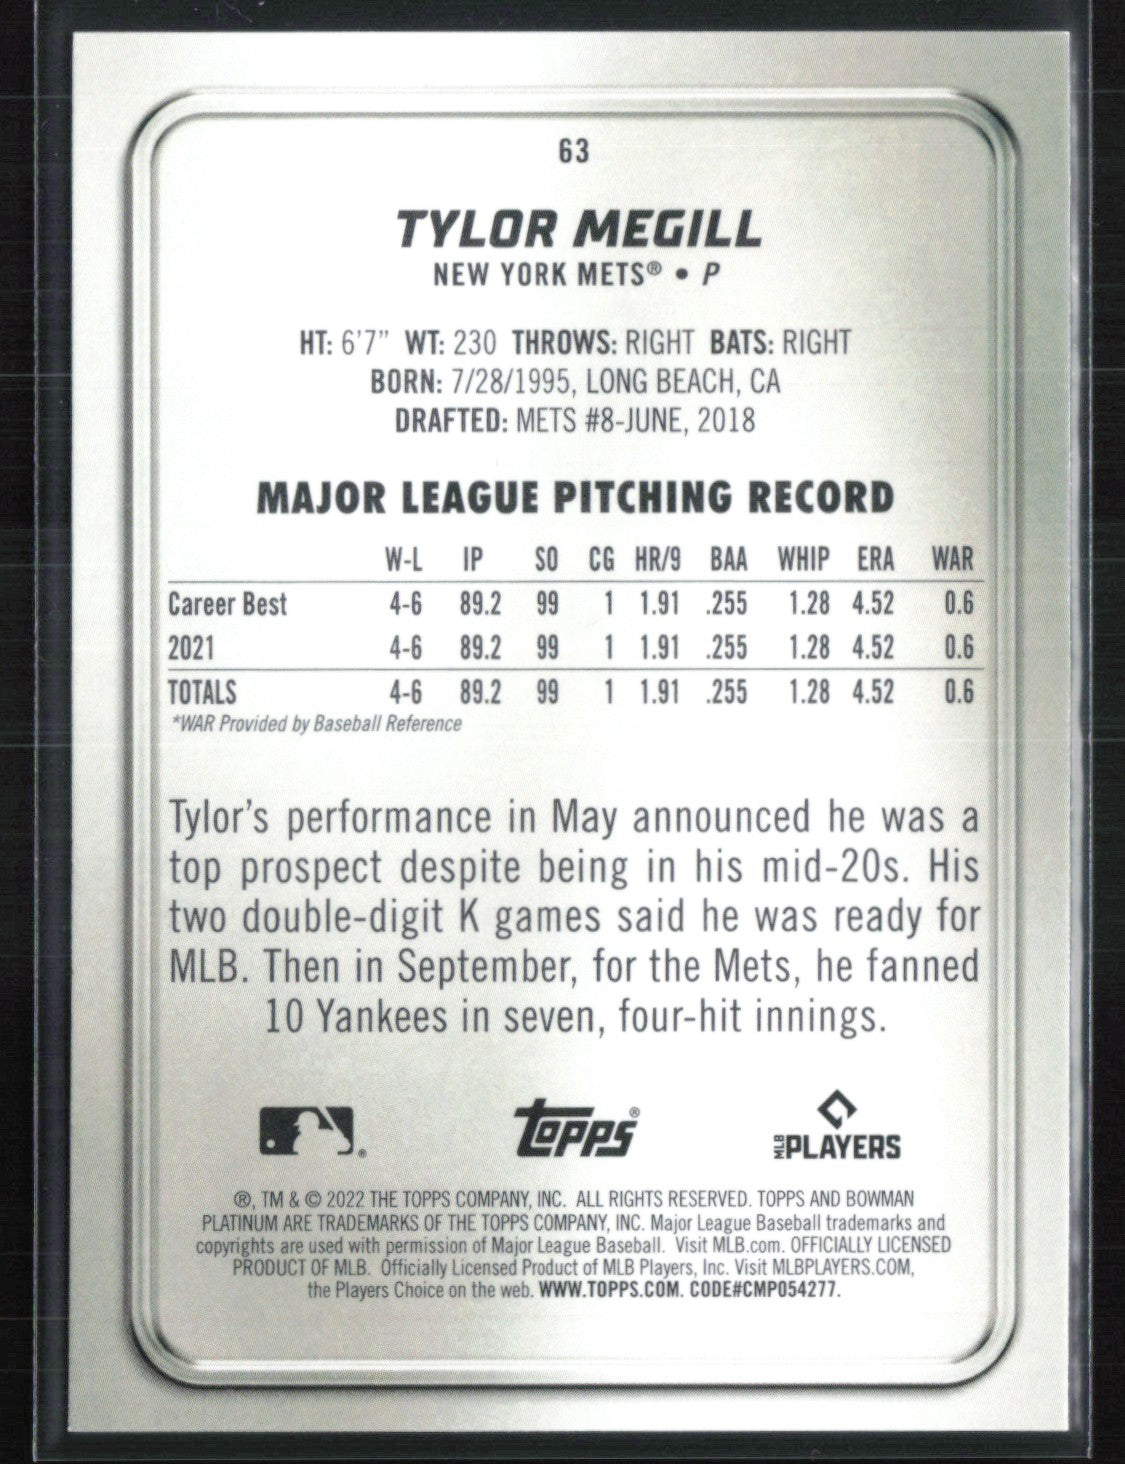 63
TYLOR MEGILL
NEW YORK METS® • P
HT: 6'7" WT: 230 THROWS: RIGHT BATS: RIGHT
BORN: 7/28/1995, LONG BEACH, CA
DRAFTED: METS #8-JUNE, 2018
MAJOR LEAGUE PITCHING RECORD
W-L IP SO CG HR/9 BAA WHIP ERA WAR
Career Best 4-6 89.2 99 1 1.91 .255 1.28 4.52 0.6
2021 4-6 89.2 99 1 1.91 .255 1.28 4.52 0.6
TOTALS 4-6 89.2 99 1 1.91 .255 1.28 4.52 0.6
*WAR Provided by Baseball Reference
Tylor's performance in May announced he was a
top prospect despite being in his mid-20s. His
two double-digit K games said he was ready for
MLB. Then in September, for the Mets, he fanned
10 Yankees in seven, four-hit innings.
® topps® MLB PLAYERS
®, TM & © 2022 THE TOPPS COMPANY, INC. ALL RIGHTS RESERVED. TOPPS AND BOWMAN
PLATINUM ARE TRADEMARKS OF THE TOPPS COMPANY, INC. Major League Baseball trademarks and
copyrights are used with permission of Major League Baseball. Visit MLB.com. OFFICIALLY LICENSED
PRODUCT OF MLB. Officially Licensed Product of MLB Players, Inc. Visit MLBPLAYERS.COM,
the Players Choice on the web. WWW.TOPPS.COM. CODE#CMP054277.